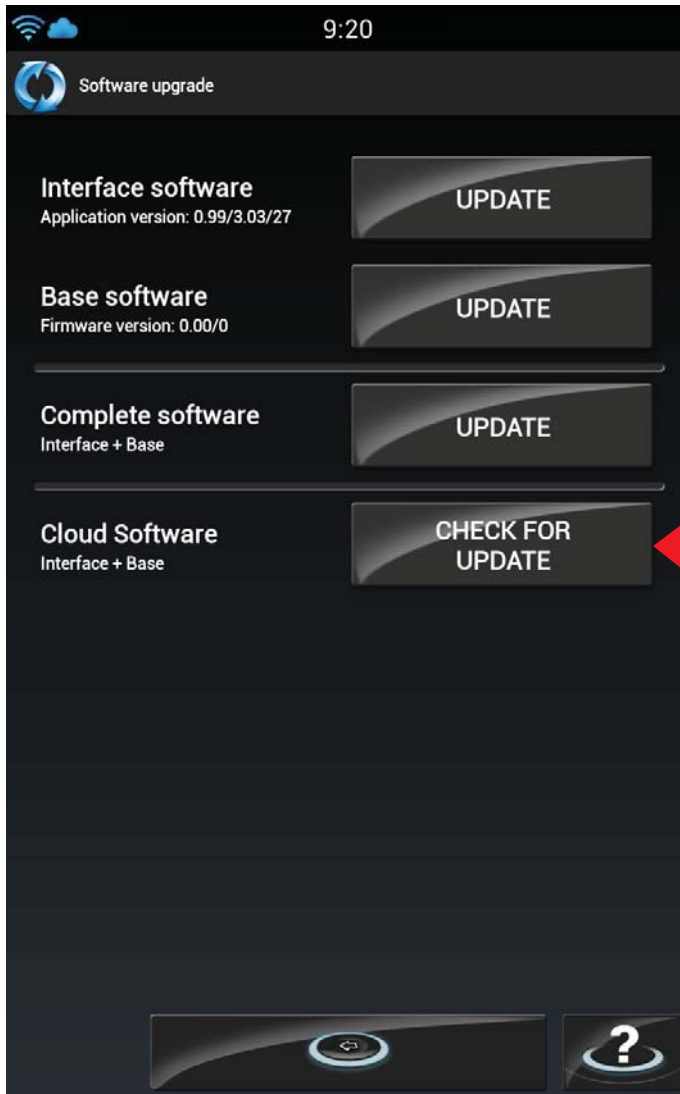 9:20
Software upgrade
Interface software
Application version: 0.99/3.03/27
UPDATE
Base software
Firmware version: 0.00/0
UPDATE
Complete software
Interface + Base
UPDATE
Cloud Software
Interface + Base
CHECK FOR
UPDATE
?